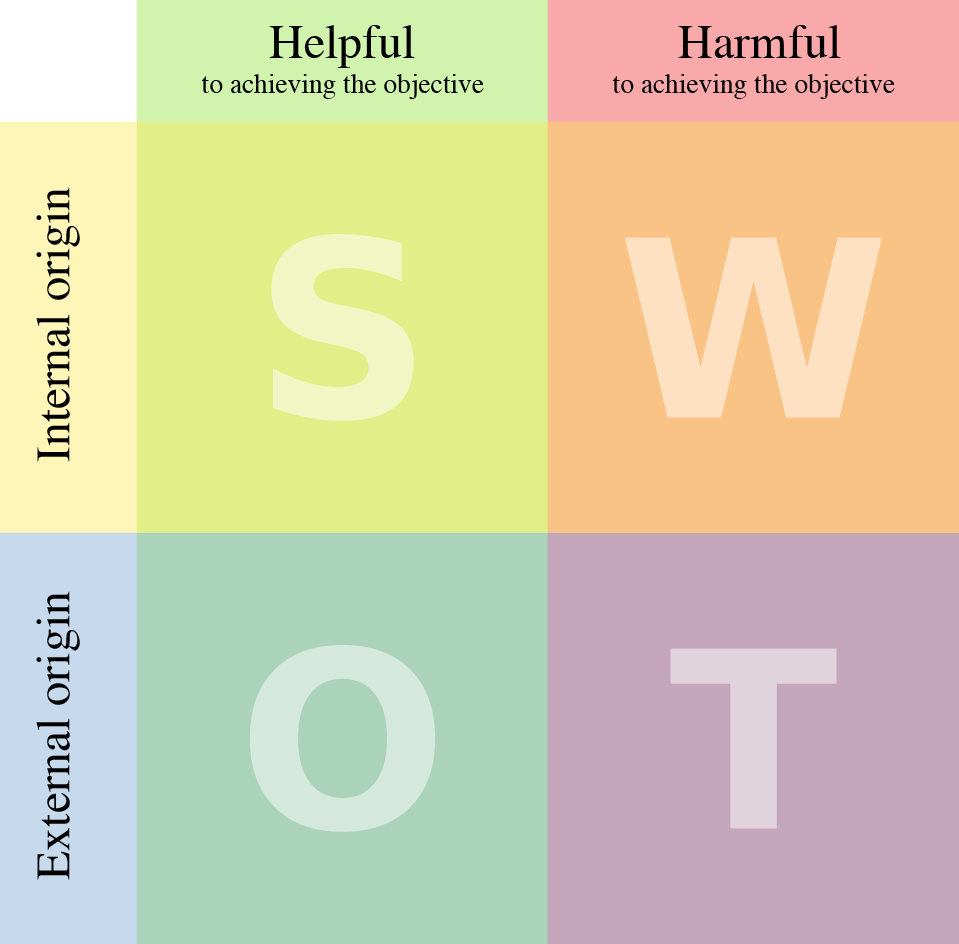 Helpful
to achieving the objective
Harmful
to achieving the objective
Internal origin
S
W
External origin
O
T